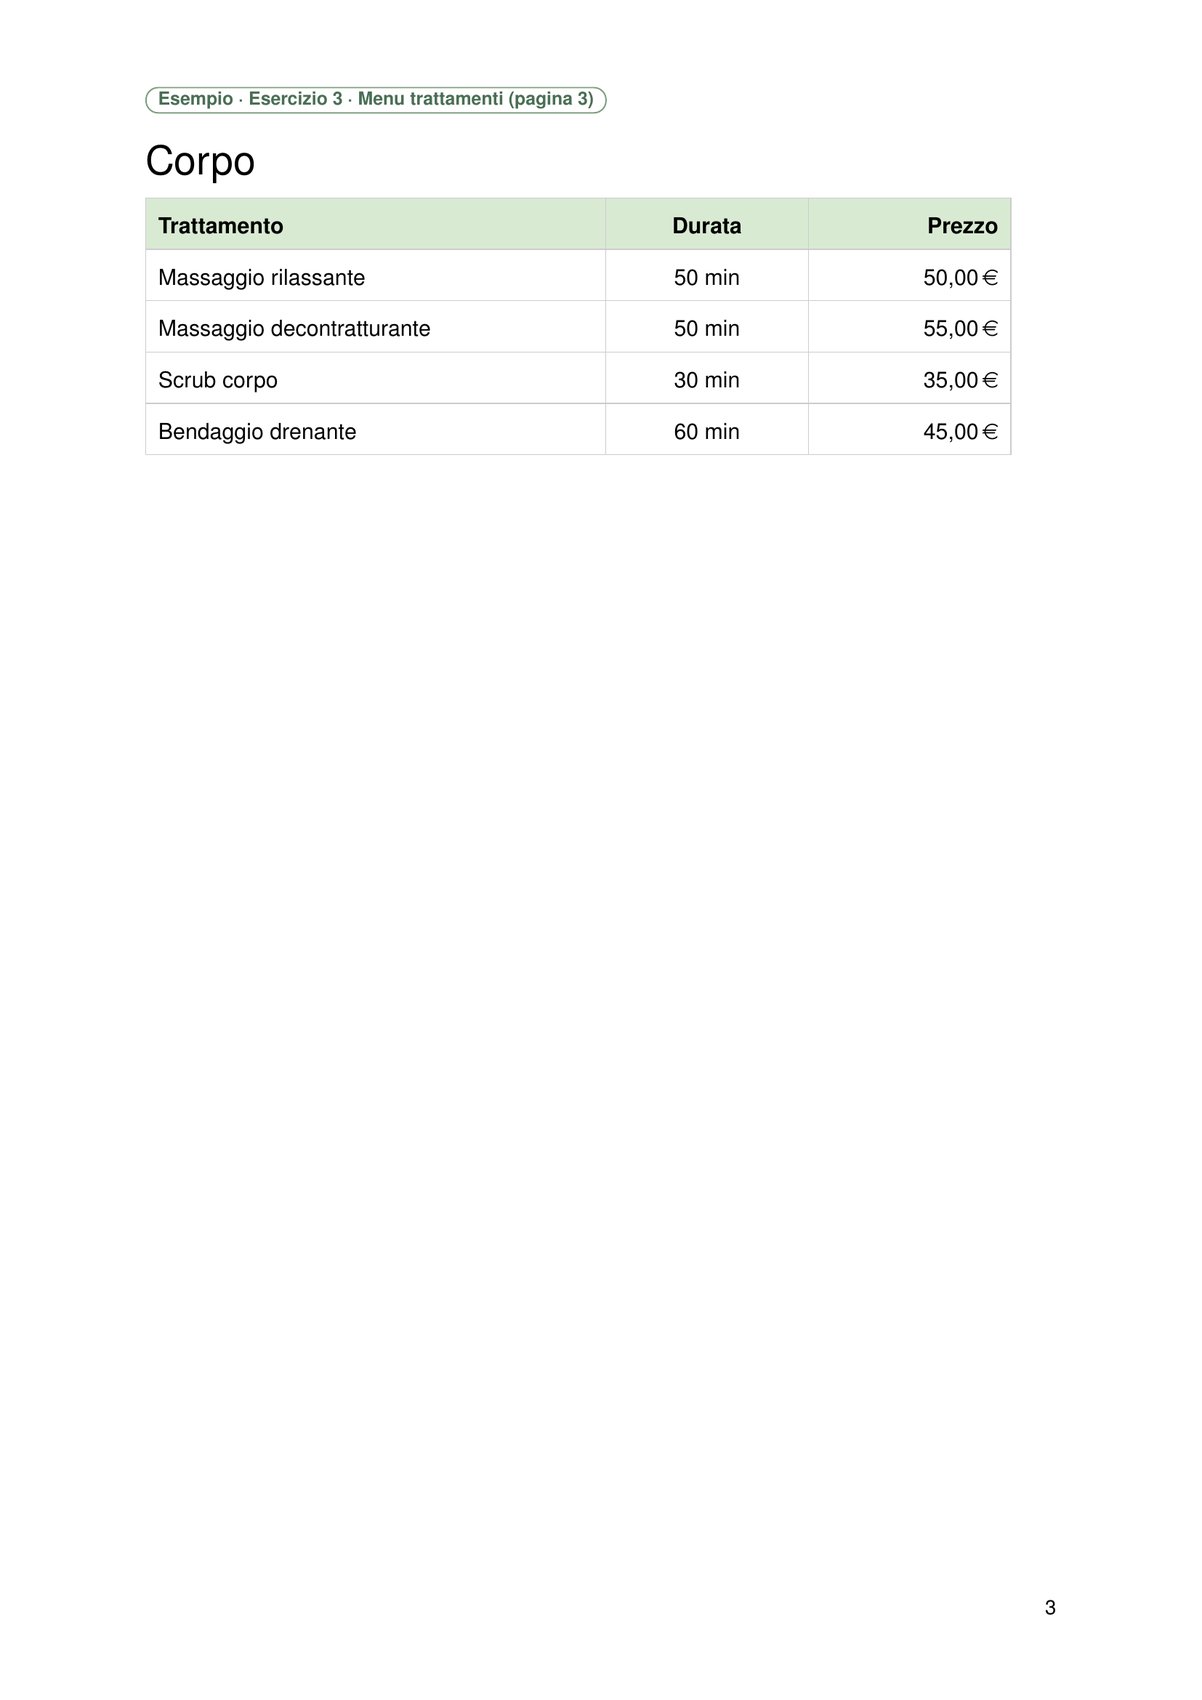 Esempio · Esercizio 3 · Menu trattamenti (pagina 3)
Corpo
Trattamento Durata Prezzo
Massaggio rilassante 50 min 50,00 €
Massaggio decontratturante 50 min 55,00 €
Scrub corpo 30 min 35,00 €
Bendaggio drenante 60 min 45,00 €
3